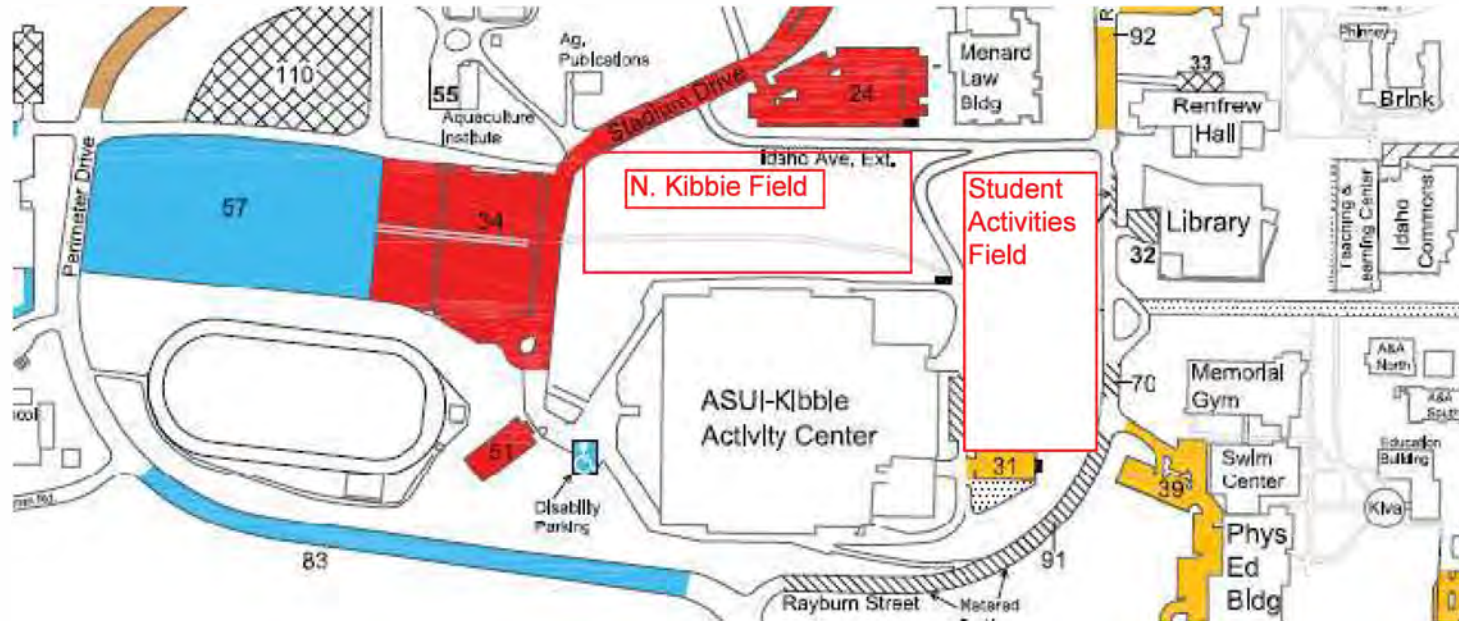 110
Ag.
Publications
55
Aquaculture
Institute
Stadium Drive
24
Menard
Law
Bldg
92
33
Renfrew
Hall
Phinney
Brink
Idaho Ave, Ext.
N. Kibbie Field
Student
Activities
Field
Perimeter Drive
57
34
Library
32
Teaching &
Learning Center
Idaho
Commons
ASUI-Kibbie
Activity Center
70
Memorial
Gym
A&A
North
A&A
South
Education
Building
51
31
39
Swim
Center
Kiva
Disability
Parking
83
91
Phys
Ed
Bldg
Rayburn Street
Metered